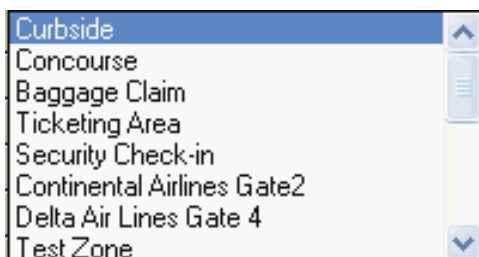 Curbside
Concourse
Baggage Claim
Ticketing Area
Security Check-in
Continental Airlines Gate2
Delta Air Lines Gate 4
Test Zone